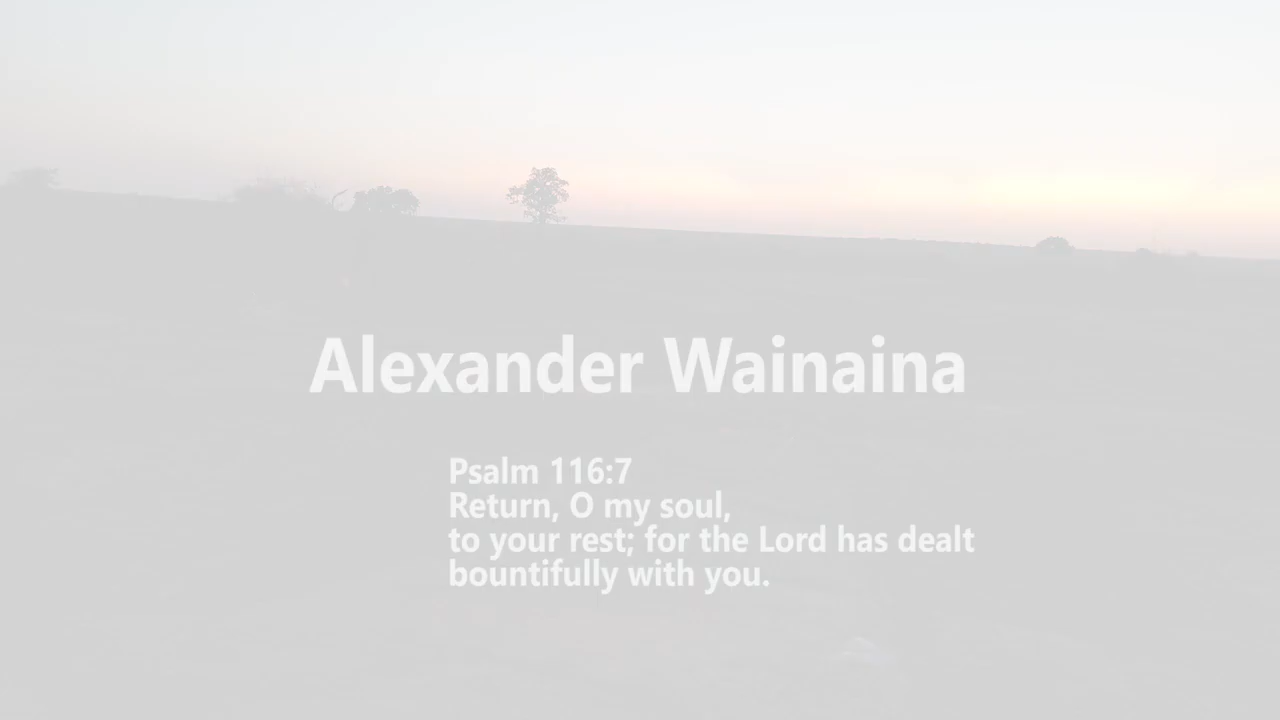 Alexander Wainaina
Psalm 116:7
Return, O my soul,
to your rest; for the Lord has dealt
bountifully with you.